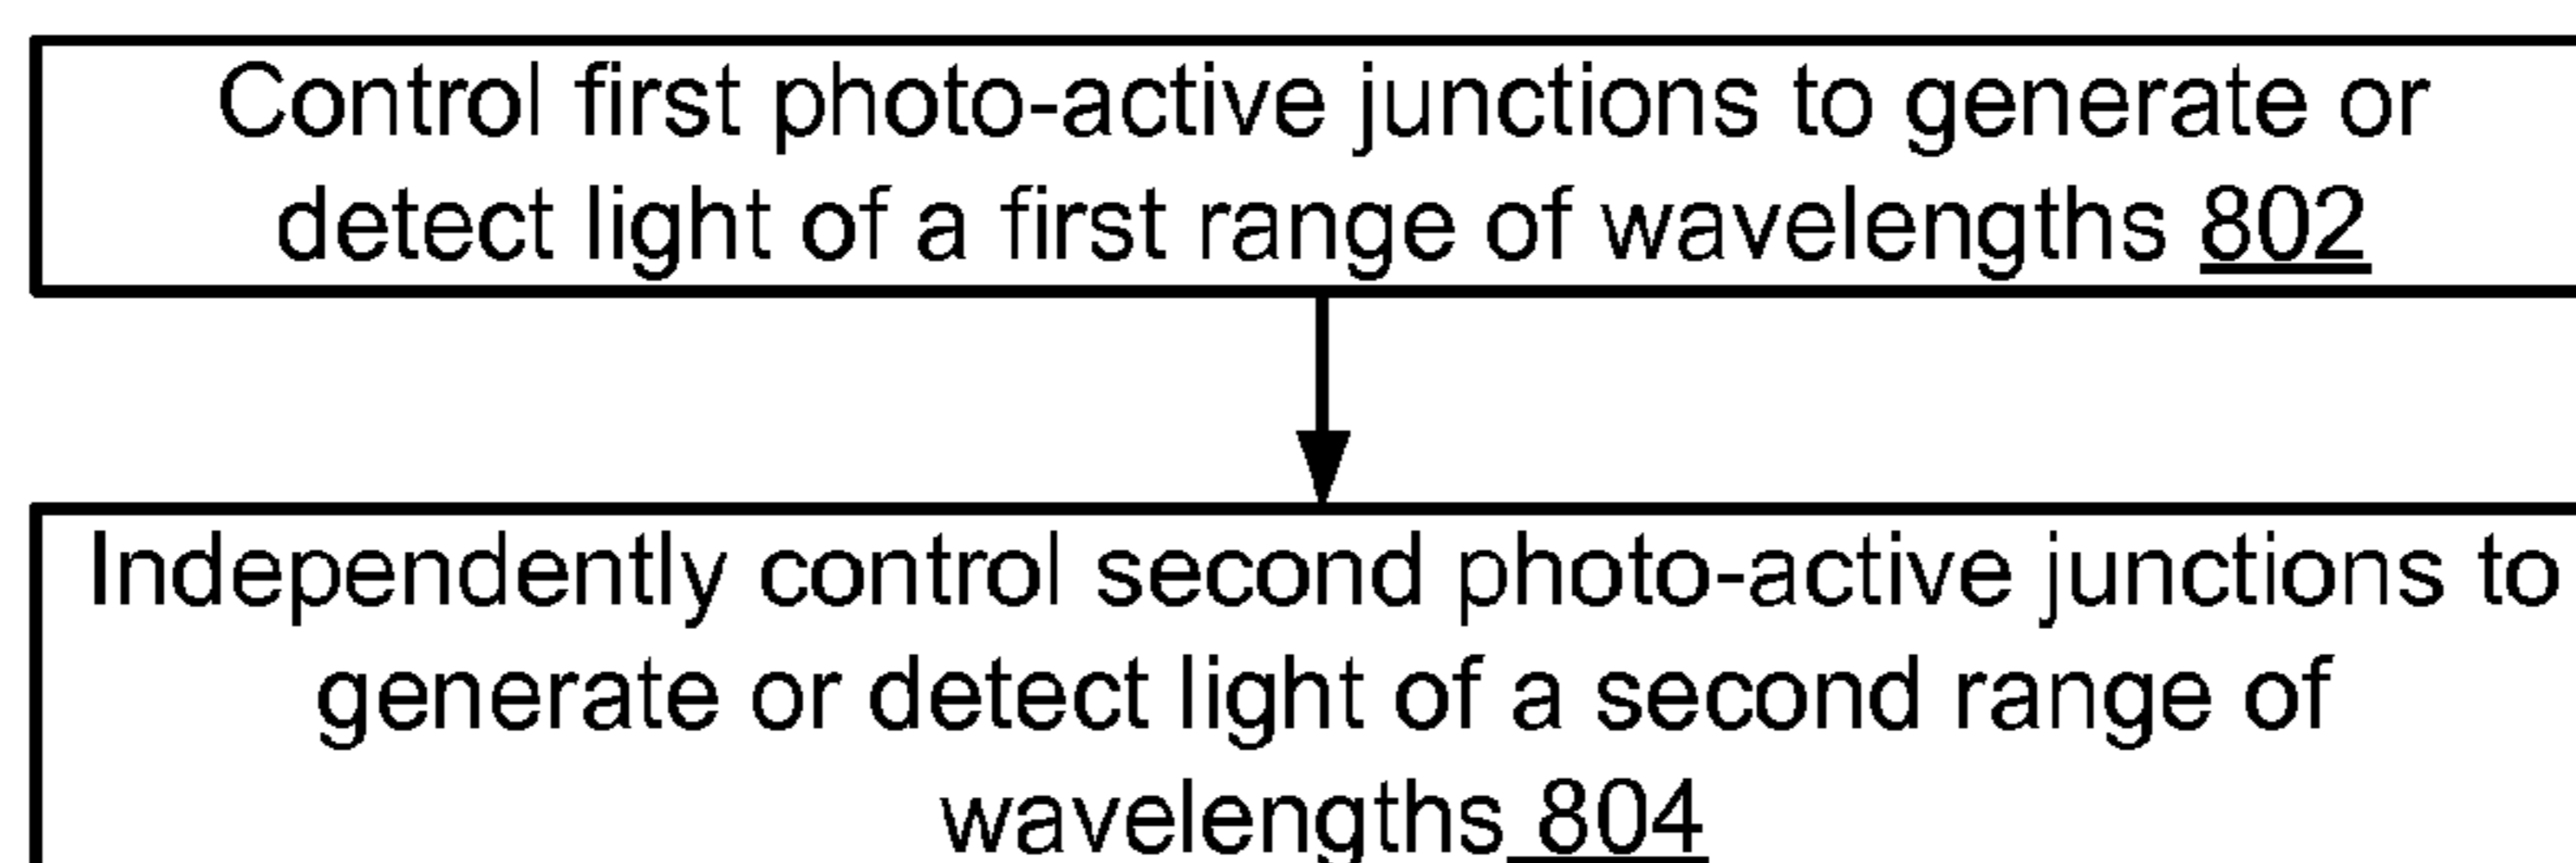 Control first photo-active junctions to generate or
detect light of a first range of wavelengths 802
Independently control second photo-active junctions to
generate or detect light of a second range of
wavelengths 804